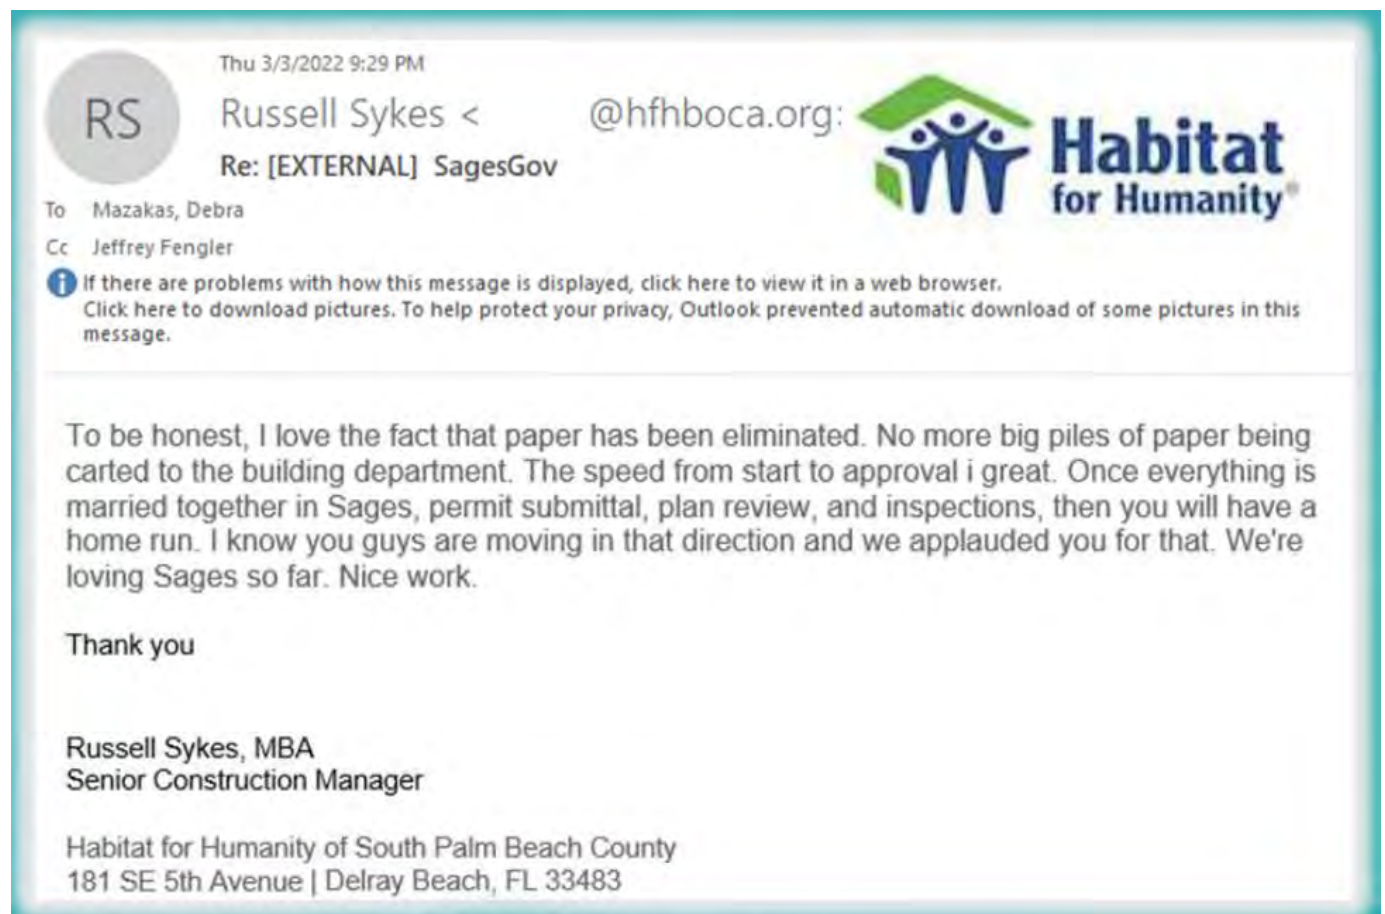 Thu 3/3/2022 9:29 PM
RS
Russell Sykes < @hfhboca.org:
Re: [EXTERNAL] SagesGov
Habitat
for Humanity®
To Mazakas, Debra
Cc Jeffrey Fengler
i If there are problems with how this message is displayed, click here to view it in a web browser.
Click here to download pictures. To help protect your privacy, Outlook prevented automatic download of some pictures in this
message.
To be honest, I love the fact that paper has been eliminated. No more big piles of paper being
carted to the building department. The speed from start to approval i great. Once everything is
married together in Sages, permit submittal, plan review, and inspections, then you will have a
home run. I know you guys are moving in that direction and we applauded you for that. We're
loving Sages so far. Nice work.
Thank you
Russell Sykes, MBA
Senior Construction Manager
Habitat for Humanity of South Palm Beach County
181 SE 5th Avenue | Delray Beach, FL 33483